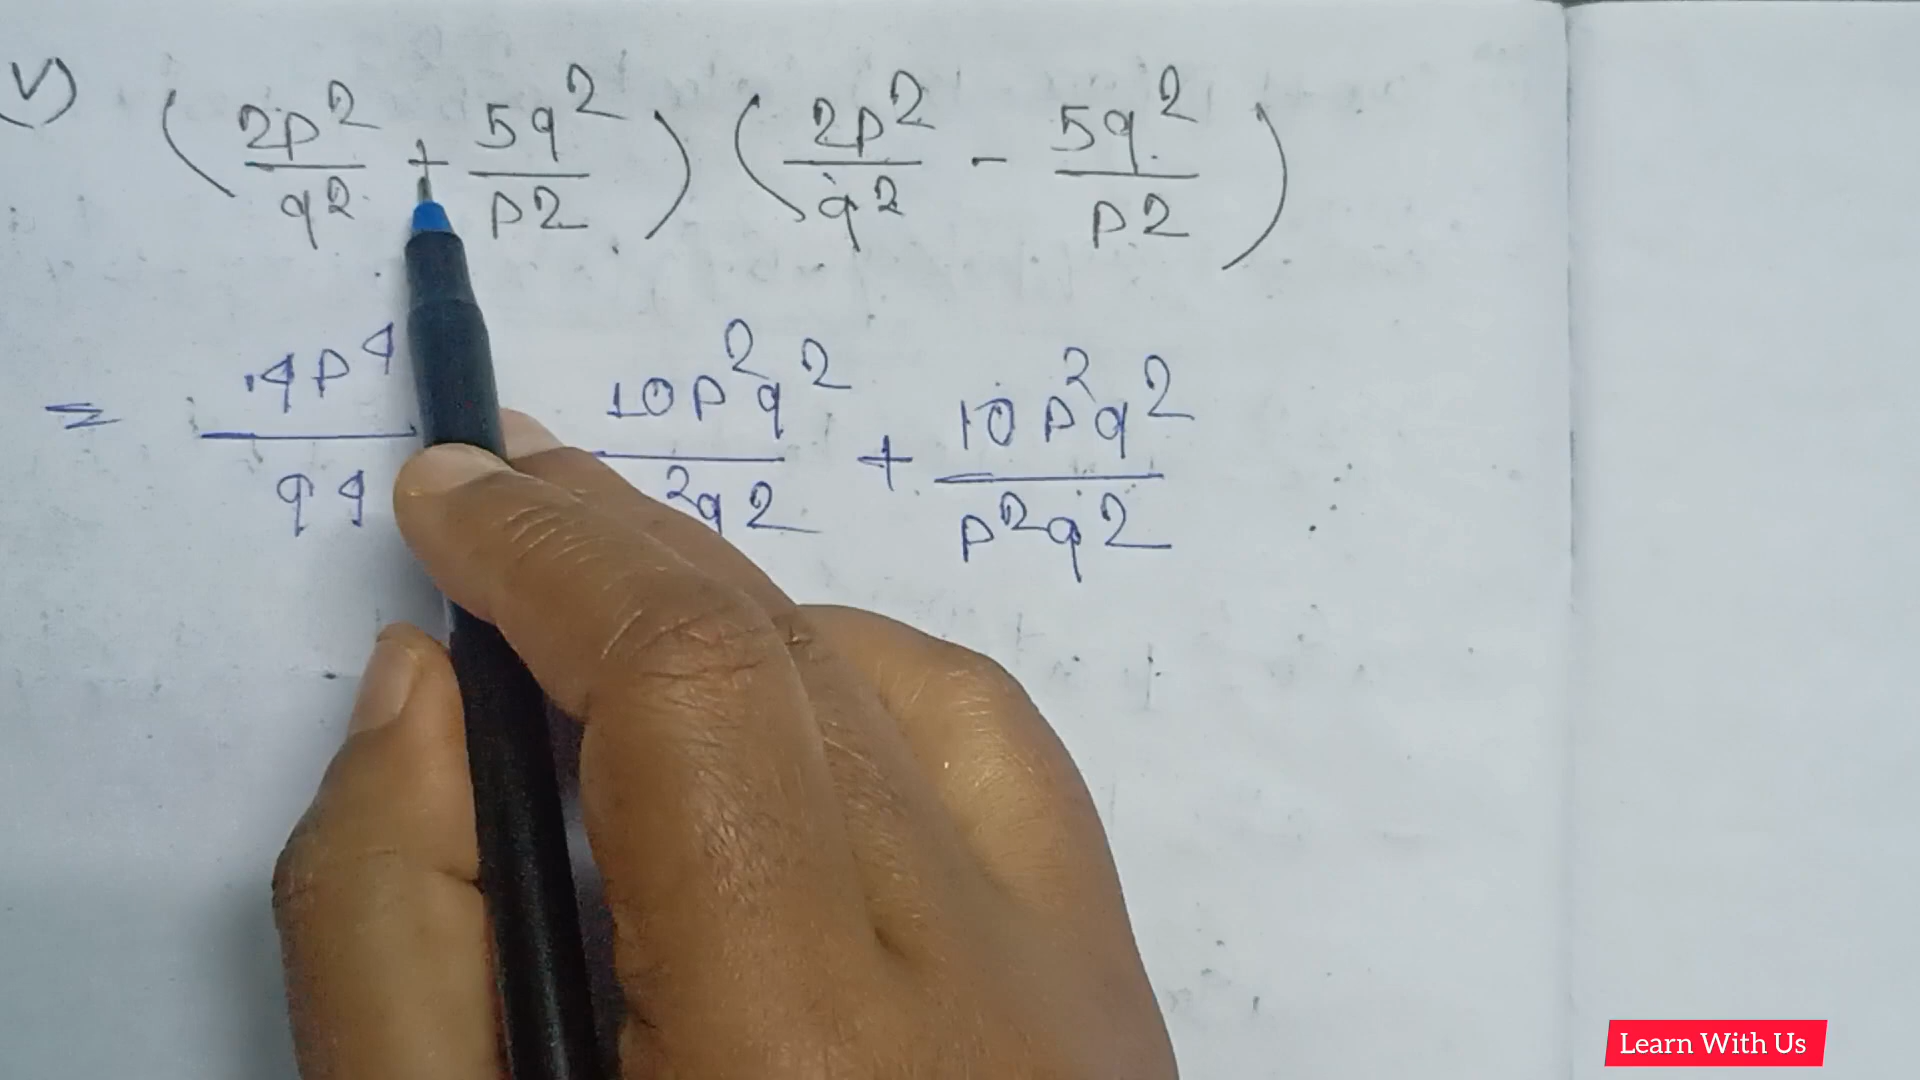 V) (2p²/q² + 5q²/p²) (2p²/q² - 5q²/p²)
= 4p⁴/q⁴ 10p²q²/²q² + 10p²q²/p²q²
Learn With Us